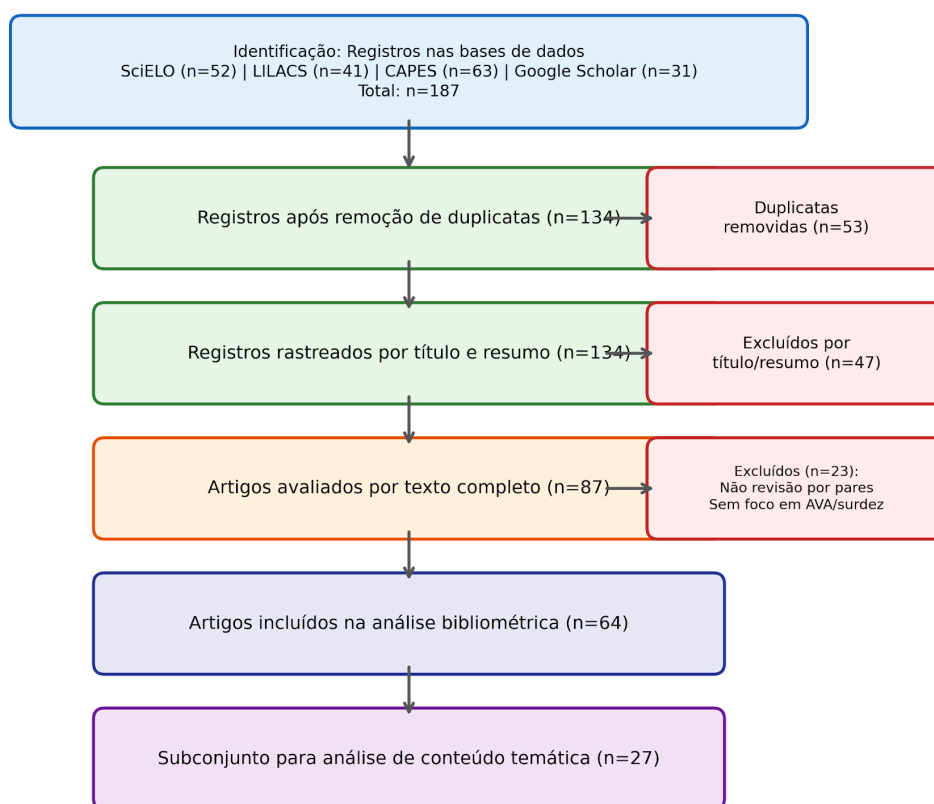 Identificação: Registros nas bases de dados
SciELO (n=52) | LILACS (n=41) | CAPES (n=63) | Google Scholar (n=31)
Total: n=187
Registros após remoção de duplicatas (n=134)
Duplicatas
removidas (n=53)
Registros rastreados por título e resumo (n=134)
Excluídos por
título/resumo (n=47)
Artigos avaliados por texto completo (n=87)
Excluídos (n=23):
Não revisão por pares
Sem foco em AVA/surdez
Artigos incluídos na análise bibliométrica (n=64)
Subconjunto para análise de conteúdo temática (n=27)